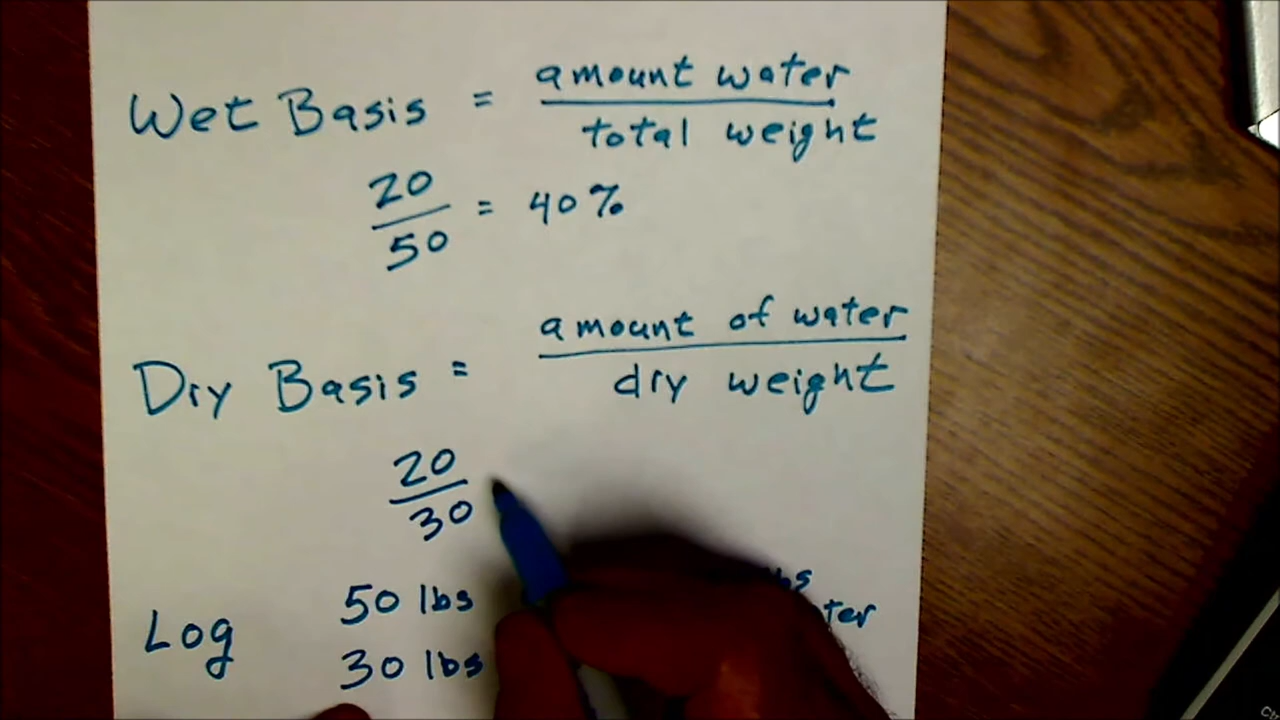 Wet Basis = amount water
total weight
20
50 = 40%
Dry Basis = amount of water
dry weight
20
30
50 lbs
Log
30 lbs